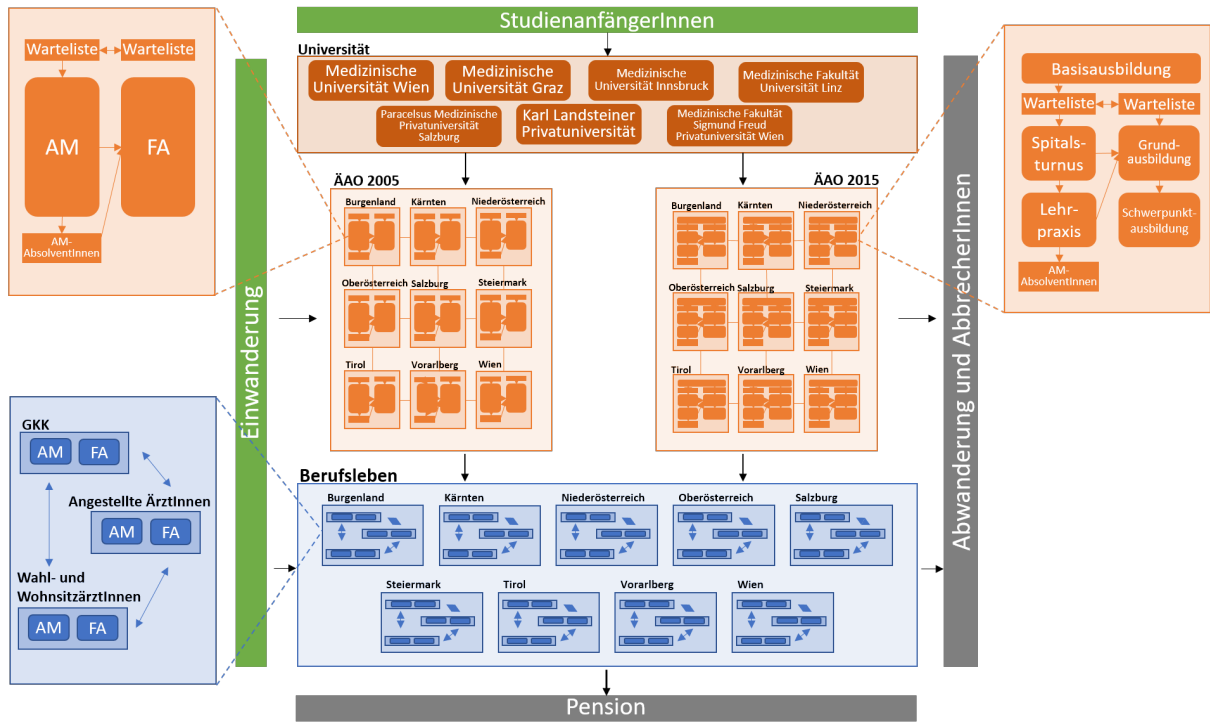 StudienanfängerInnen
Universität
Medizinische
Universität Wien
Medizinische
Universität Graz
Medizinische
Universität Innsbruck
Medizinische Fakultät
Universität Linz
Paracelsus Medizinische
Privatuniversität
Salzburg
Karl Landsteiner
Privatuniversität
Medizinische Fakultät
Sigmund Freud
Privatuniversität Wien
Warteliste
Warteliste
AM
FA
AM-
AbsolventInnen
Basisausbildung
Warteliste
Warteliste
Spitals-
turnus
Grund-
ausbildung
Lehr-
praxis
Schwerpunkt-
ausbildung
AM-
AbsolventInnen
Einwanderung
Abwanderung und AbbrecherInnen
ÄAO 2005
Burgenland
Kärnten
Niederösterreich
Oberösterreich
Salzburg
Steiermark
Tirol
Vorarlberg
Wien
ÄAO 2015
Burgenland
Kärnten
Niederösterreich
Oberösterreich
Salzburg
Steiermark
Tirol
Vorarlberg
Wien
GKK
AM
FA
Angestellte ÄrztInnen
AM
FA
Wahl- und
WohnsitzärztInnen
AM
FA
Berufsleben
Burgenland
Kärnten
Niederösterreich
Oberösterreich
Salzburg
Steiermark
Tirol
Vorarlberg
Wien
Pension